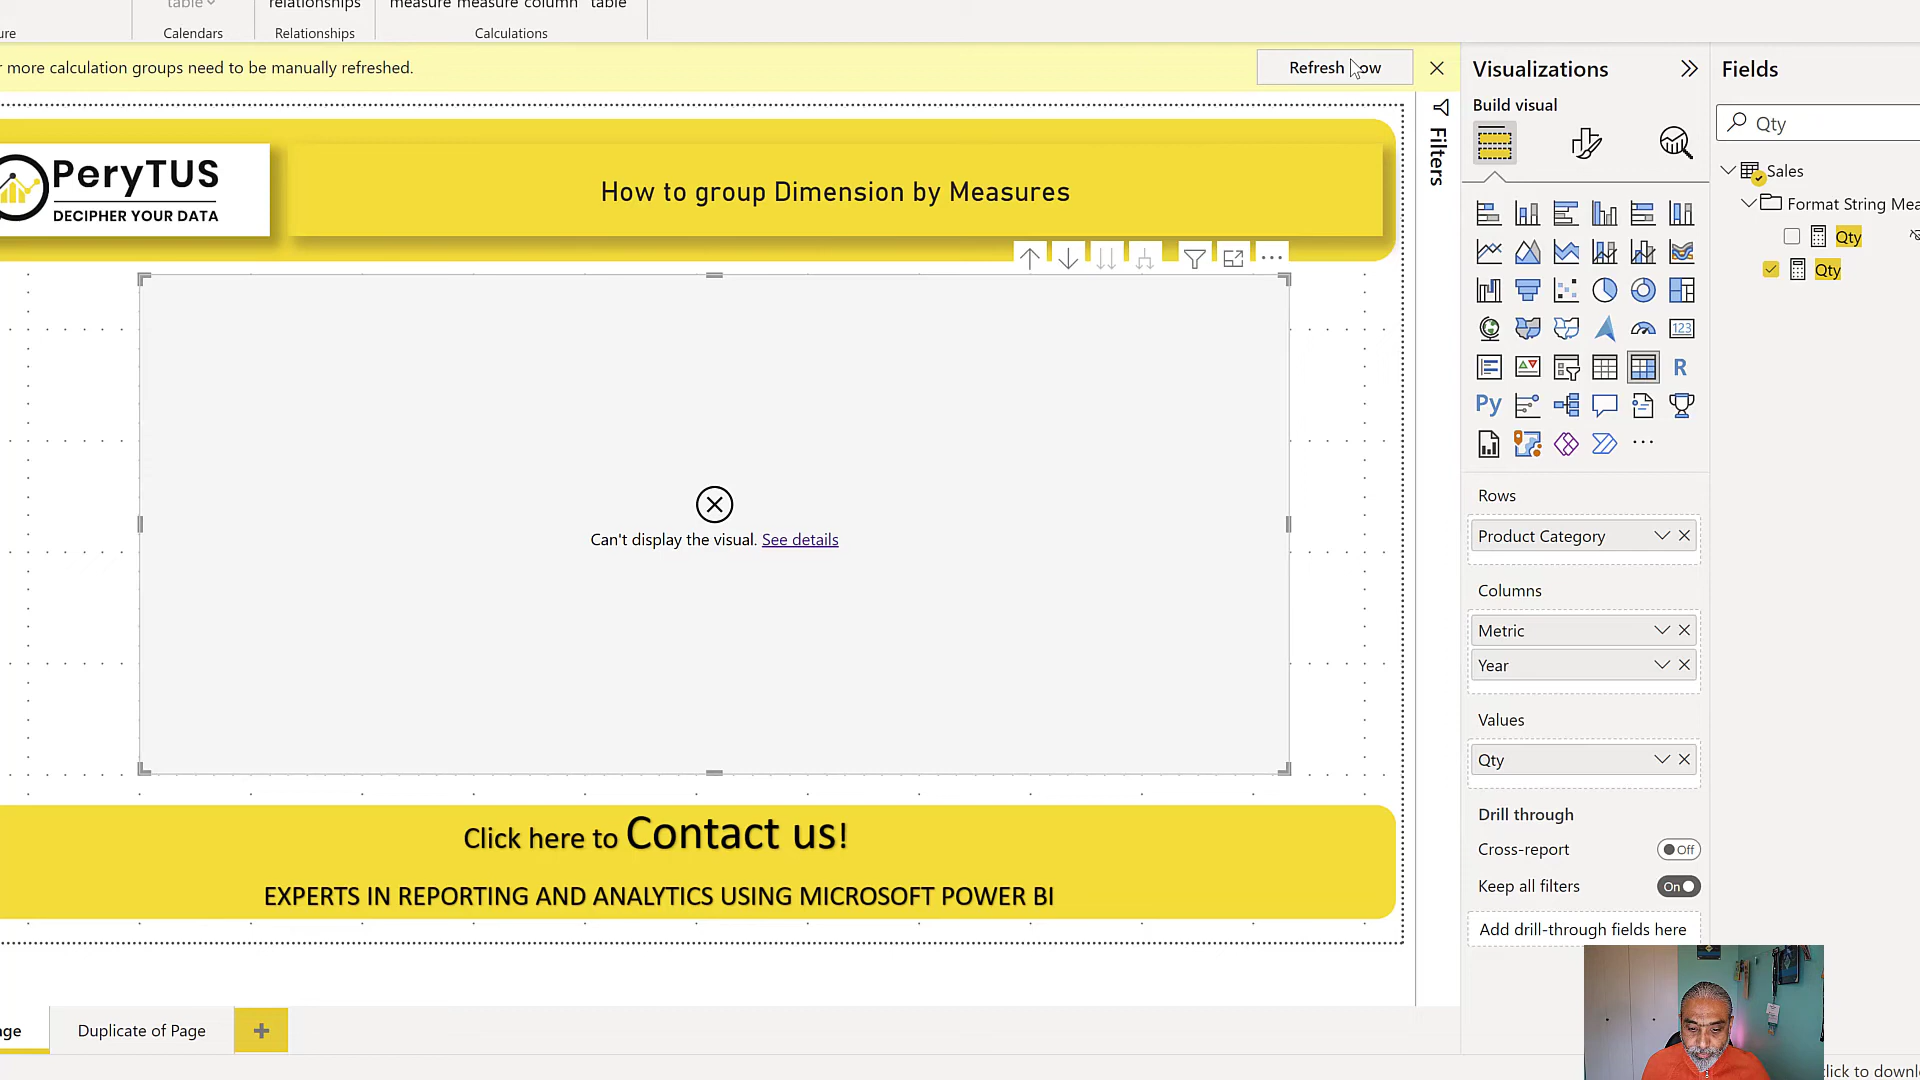 table
relationships
measure measure column table
ure
Calendars
Relationships
Calculations
r more calculation groups need to be manually refreshed.
Refresh now
Visualizations
Fields
Build visual
Qty
Filters
PeryTUS
DECIPHER YOUR DATA
How to group Dimension by Measures
Sales
Format String Mea
Qty
Qty
123
R
Py
Can't display the visual. See details
Rows
Product Category
Columns
Metric
Year
Values
Qty
Drill through
Cross-report
Off
Keep all filters
On
Add drill-through fields here
Click here to Contact us!
EXPERTS IN REPORTING AND ANALYTICS USING MICROSOFT POWER BI
age
Duplicate of Page
click to downl